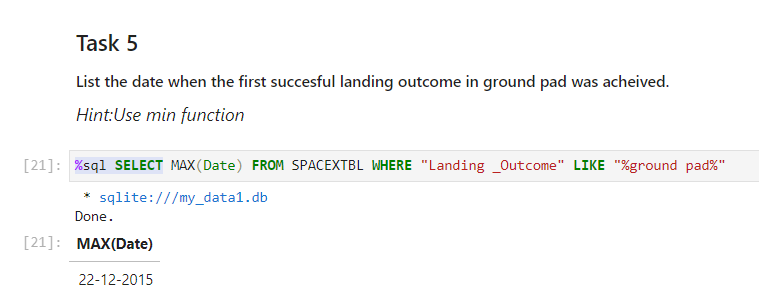 Task 5
List the date when the first succesful landing outcome in ground pad was acheived.
Hint:Use min function
[21]: %sql SELECT MAX(Date) FROM SPACEXTBL WHERE "Landing _Outcome" LIKE "%ground pad%"
* sqlite:///my_data1.db
Done.
[21]: MAX(Date)
22-12-2015